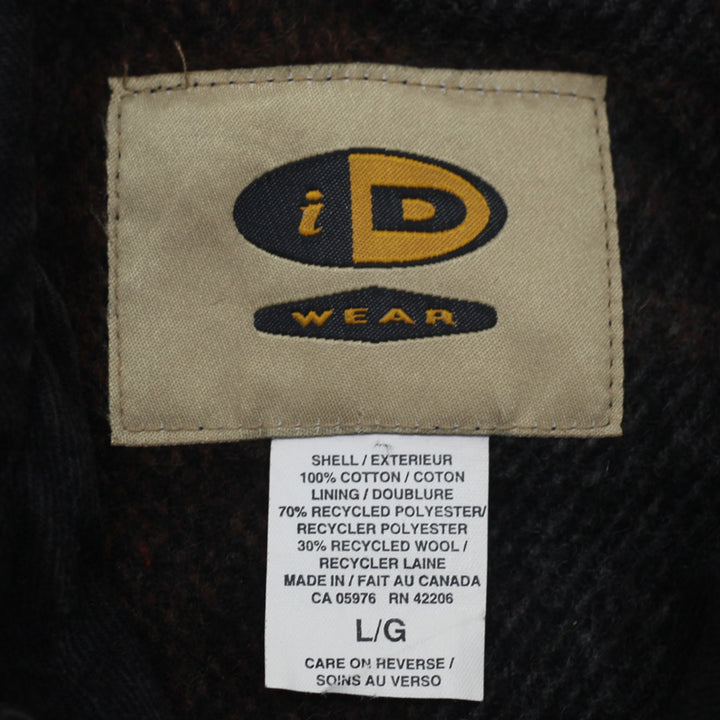 iD
WEAR
SHELL / EXTERIEUR
100% COTTON / COTON
LINING / DOUBLURE
70% RECYCLED POLYESTER/
RECYCLER POLYESTER
30% RECYCLED WOOL /
RECYCLER LAINE
MADE IN / FAIT AU CANADA
CA 05976 RN 42206
L/G
CARE ON REVERSE /
SOINS AU VERSO